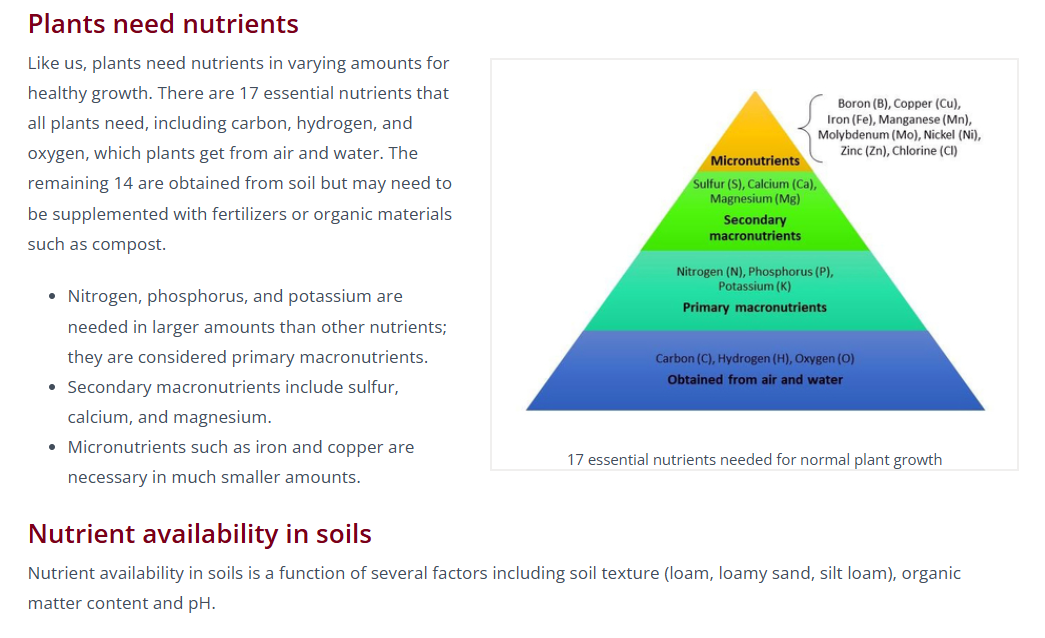 Plants need nutrients
Like us, plants need nutrients in varying amounts for
healthy growth. There are 17 essential nutrients that
all plants need, including carbon, hydrogen, and
oxygen, which plants get from air and water. The
remaining 14 are obtained from soil but may need to
be supplemented with fertilizers or organic materials
such as compost.
• Nitrogen, phosphorus, and potassium are
needed in larger amounts than other nutrients;
they are considered primary macronutrients.
• Secondary macronutrients include sulfur,
calcium, and magnesium.
• Micronutrients such as iron and copper are
necessary in much smaller amounts.
Boron (B), Copper (Cu),
Iron (Fe), Manganese (Mn),
Molybdenum (Mo), Nickel (Ni),
Zinc (Zn), Chlorine (Cl)
Micronutrients
Sulfur (S), Calcium (Ca),
Magnesium (Mg)
Secondary
macronutrients
Nitrogen (N), Phosphorus (P),
Potassium (K)
Primary macronutrients
Carbon (C), Hydrogen (H), Oxygen (O)
Obtained from air and water
17 essential nutrients needed for normal plant growth
Nutrient availability in soils
Nutrient availability in soils is a function of several factors including soil texture (loam, loamy sand, silt loam), organic
matter content and pH.